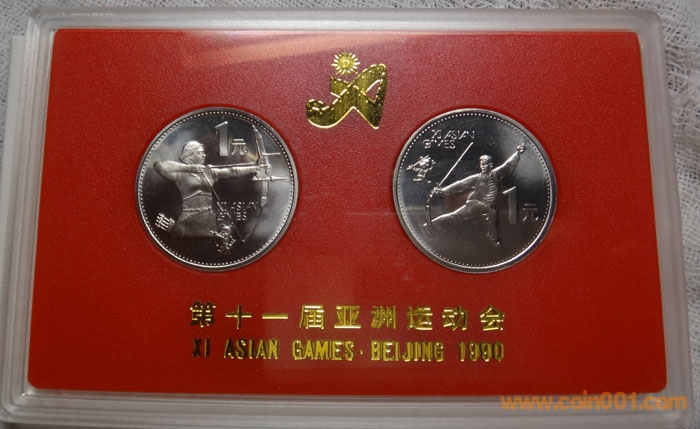 1元
XI ASIAN
GAMES
XI ASIAN
GAMES
1元
第十一届亚洲运动会
XI ASIAN GAMES·BEIJING 1990
www.coin001.com